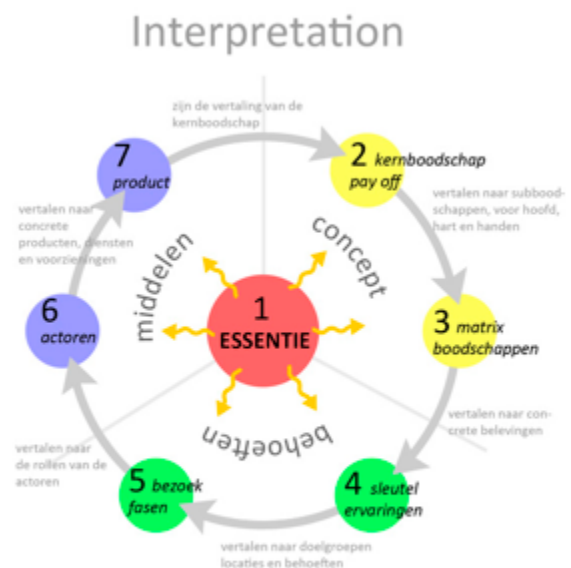 Interpretation
zijn de vertaling van de
kernboodschap
7
product
2 kernboodschap
pay off
vertalen naar subbood-
schappen, voor hoofd,
hart en handen
vertalen naar
concrete
producten, diensten
en voorzieningen
middelen
concept
1
ESSENTIE
6
actoren
3 matrix
boodschappen
behoeften
vertalen naar con-
crete belevingen
vertalen naar
de rollen van de
actoren
5 bezoek
fasen
4 sleutel
ervaringen
vertalen naar doelgroepen
locaties en behoeften